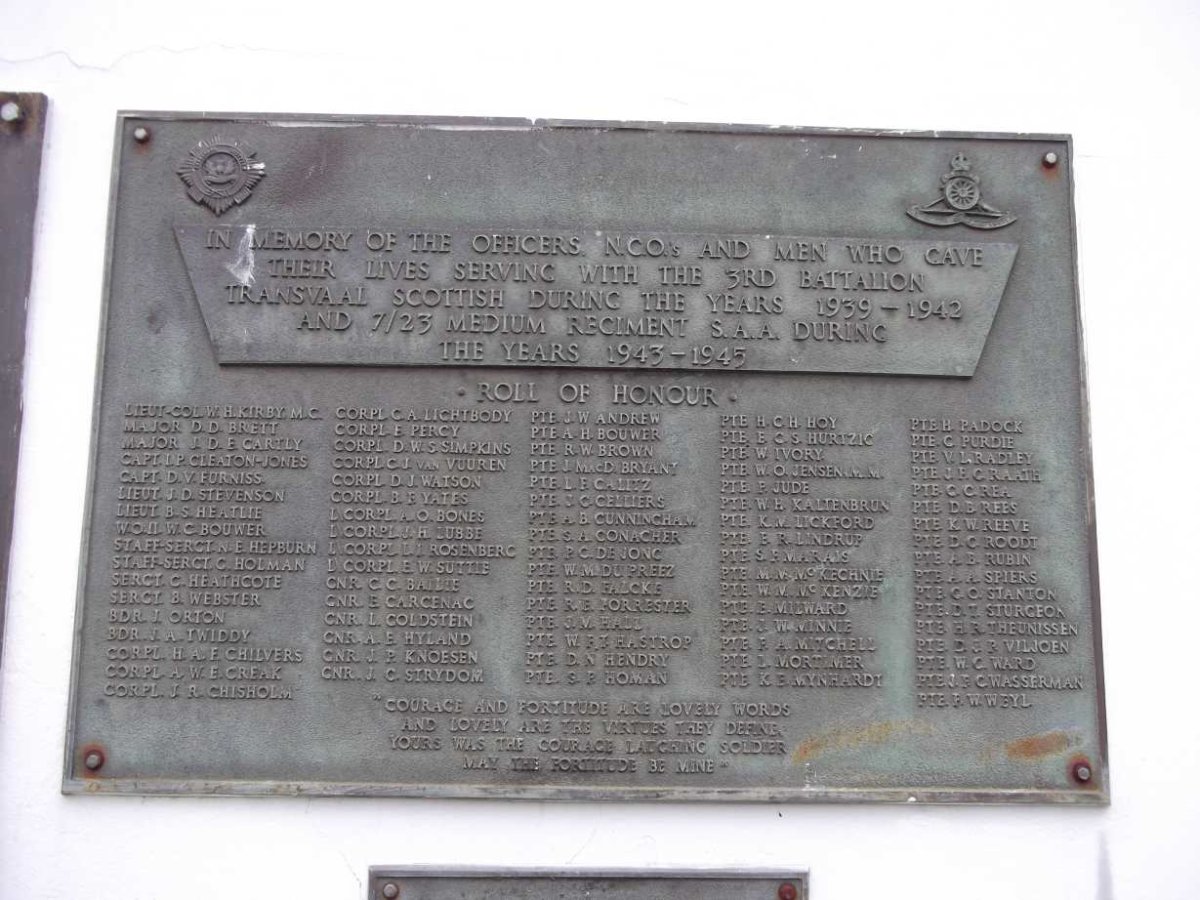 IN MEMORY OF THE OFFICERS, N.C.O.'s AND MEN WHO GAVE
THEIR LIVES SERVING WITH THE 3RD BATTALION
TRANSVAAL SCOTTISH DURING THE YEARS 1939-1942
AND 7/23 MEDIUM REGIMENT S.A.A. DURING
THE YEARS 1943-1945
· ROLL OF HONOUR ·
LIEUT-COL. W. H. KIRBY. M.C.
MAJOR D. D. BRETT
MAJOR J. D. E. CARTLY
CAPT. I. P. CLEATON-JONES
CAPT. D. V. FURNISS
LIEUT. J. D. STEVENSON
LIEUT. B. S. HEATLIE
W.O.II. W. C. BOUWER
STAFF-SERGT. N. E. HEPBURN
STAFF-SERGT. G. HOLMAN
SERGT. G. HEATHCOTE
SERGT. B. WEBSTER
BDR. J. ORTON
BDR. J. A. TWIDDY
CORPL. H. A. F. CHILVERS
CORPL. A. W. E. CREAK
CORPL. J. R. CHISHOLM
CORPL. C. A. LIGHTBODY
CORPL. E. PERCY
CORPL. D. W. S. SIMPKINS
CORPL. C. J. VAN VUUREN
CORPL. D. J. WATSON
CORPL. B. F. YATES
L/CORPL. A. O. BONES
L/CORPL. J. H. LUBBE
L/CORPL. L. I. ROSENBERG
L/CORPL. E. W. SUTTIE
GNR. C. C. BAILIE
GNR. E. CARCENAC
GNR. L. GOLDSTEIN
GNR. A. E. HYLAND
GNR. J. P. KNOESEN
GNR. J. C. STRYDOM
PTE. J. W. ANDREW
PTE. A. H. BOUWER
PTE. R. W. BROWN
PTE. J. MACD. BRYANT
PTE. L. F. CALITZ
PTE. J. G. CELLIERS
PTE. A. B. CUNNINGHAM
PTE. S. A. CONACHER
PTE. P. C. DE JONG
PTE. W. M. DU PREEZ
PTE. R. D. FALCKE
PTE. R. E. FORRESTER
PTE. J. M. HALL
PTE. W. F. T. HASTROP
PTE. D. N. HENDRY
PTE. S. P. HOMAN
PTE. H. G. H. HOY
PTE. E. C. S. HURTZIG
PTE. W. IVORY
PTE. W. O. JENSEN M.M.
PTE. P. JUDE
PTE. W. H. KALTENBRUN
PTE. K. M. LICKFORD
PTE. E. R. LINDRUP
PTE. S. F. MARAIS
PTE. M. W. McKECHNIE
PTE. W. M. McKENZIE
PTE. E. MILWARD
PTE. J. W. MINNIE
PTE. P. A. MITCHELL
PTE. L. MORTIMER
PTE. K. E. MYNHARDT
PTE. H. PADOCK
PTE. G. PURDIE
PTE. V. L. RADLEY
PTE. J. F. G. RAATH
PTE. C. C. REA
PTE. D. E. REES
PTE. K. W. REEVE
PTE. D. C. ROODT
PTE. A. E. RUBIN
PTE. A. A. SPIERS
PTE. G. O. STANTON
PTE. D. T. STURGEON
PTE. H. R. THEUNISSEN
PTE. D. J. P. VILJOEN
PTE. W. G. WARD
PTE. J. F. G. WASSERMAN
PTE. P. W. WEYL
"COURAGE AND FORTITUDE ARE LOVELY WORDS
AND LOVELY ARE THE VIRTUES THEY DEFINE
YOURS WAS THE COURAGE LAUGHING SOLDIER
MAY THE FORTITUDE BE MINE"